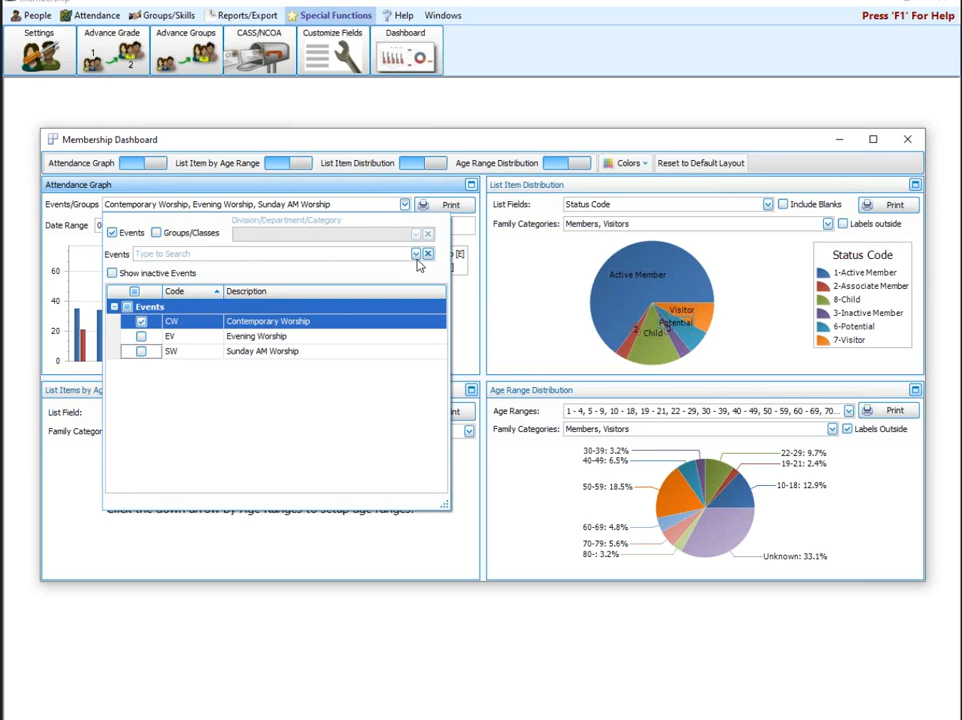 People Attendance Groups/Skills Reports/Export Special Functions Help Windows Press 'F1' For Help
Settings Advance Grade Advance Groups CASS/NCOA Customize Fields Dashboard
1
2
Membership Dashboard
Attendance Graph List Item by Age Range List Item Distribution Age Range Distribution Colors Reset to Default Layout
Attendance Graph
Events/Groups Contemporary Worship, Evening Worship, Sunday AM Worship Print
Date Range 0
Division/Department/Category
Events Groups/Classes
Events Type to Search
[E]
Show inactive Events
Code Description
Events
CW Contemporary Worship
EV Evening Worship
SW Sunday AM Worship
60
40
20
0
List Item Distribution
List Fields: Status Code Include Blanks Print
Family Categories: Members, Visitors Labels outside
Active Member
Visitor
Potential
Child
2
Status Code
1-Active Member
2-Associate Member
8-Child
3-Inactive Member
6-Potential
7-Visitor
List Items by Ag
List Field:
Family Categor
Click the down arrow by Age Ranges to setup age ranges.
Age Range Distribution
Age Ranges: 1 - 4, 5 - 9, 10 - 18, 19 - 21, 22 - 29, 30 - 39, 40 - 49, 50 - 59, 60 - 69, 70... Print
Family Categories: Members, Visitors Labels Outside
30-39: 3.2%
40-49: 6.5%
50-59: 18.5%
60-69: 4.8%
70-79: 5.6%
80-: 3.2%
22-29: 9.7%
19-21: 2.4%
10-18: 12.9%
Unknown: 33.1%